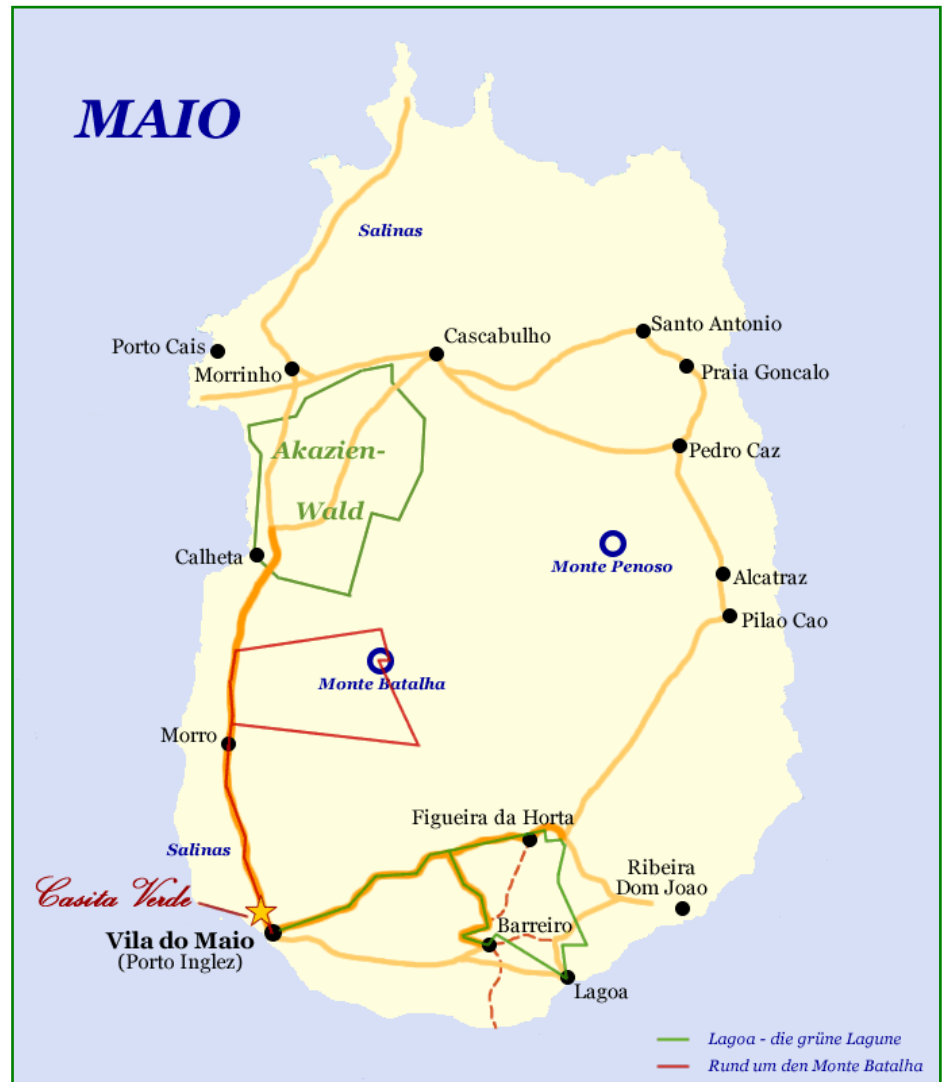 MAIO
Salinas
Santo Antonio
Cascabulho
Porto Cais
Morrinho
Praia Goncalo
Akazien-
Wald
Pedro Caz
Calheta
Monte Penoso
Alcatraz
Pilao Cao
Monte Batalha
Morro
Figueira da Horta
Salinas
Ribeira
Dom Joao
Casita Verde
Barreiro
Vila do Maio
(Porto Inglez)
Lagoa
Lagoa - die grüne Lagune
Rund um den Monte Batalha